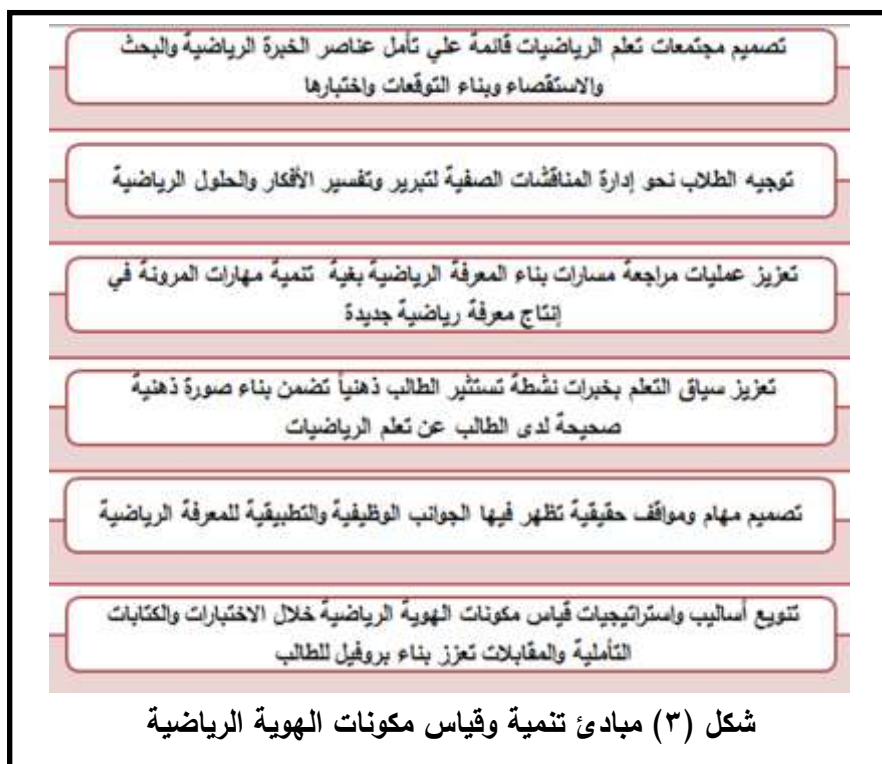 تصميم مجتمعات تعلم الرياضيات قائمة علي تأمل عناصر الخبرة الرياضية والبحث
والاستقصاء وبناء التوقعات واختبارها
توجيه الطلاب نحو إدارة المناقشات الصفية لتبرير وتفسير الأفكار والحلول الرياضية
تعزيز عمليات مراجعة مسارات بناء المعرفة الرياضية بغية تنمية مهارات المرونة في
إنتاج معرفة رياضية جديدة
تعزيز سياق التعلم بخبرات نشطة تستثير الطالب ذهنياً تضمن بناء صورة ذهنية
صحيحة لدى الطالب عن تعلم الرياضيات
تصميم مهام ومواقف حقيقية تظهر فيها الجوانب الوظيفية والتطبيقية للمعرفة الرياضية
تنويع أساليب واستراتيجيات قياس مكونات الهوية الرياضية خلال الاختبارات والكتابات
التأملية والمقابلات تعزز بناء بروفيل للطالب
شكل (٣) مبادئ تنمية وقياس مكونات الهوية الرياضية